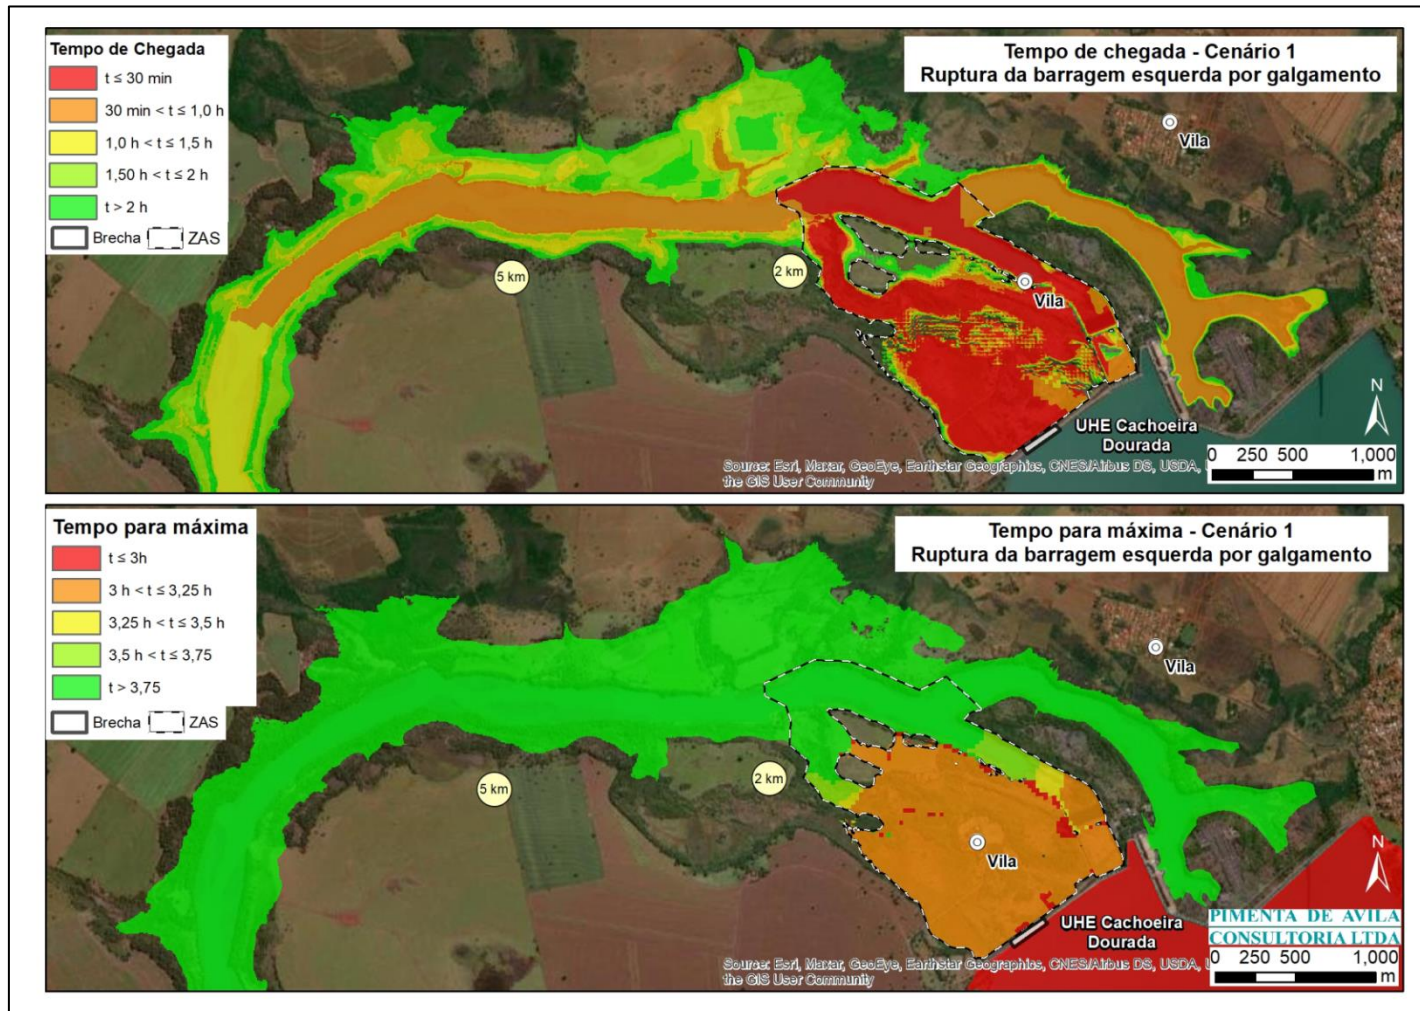 Tempo de Chegada
t ≤ 30 min
30 min < t ≤ 1,0 h
1,0 h < t ≤ 1,5 h
1,50 h < t ≤ 2 h
t > 2 h
Brecha ZAS
Tempo de chegada - Cenário 1
Ruptura da barragem esquerda por galgamento
Vila
5 km
2 km
Vila
UHE Cachoeira
Dourada
N
0 250 500 1,000
m
Source: Esri, Maxar, GeoEye, Earthstar Geographics, CNES/Airbus DS, USDA,
the GIS User Community
Tempo para máxima
t ≤ 3h
3 h < t ≤ 3,25 h
3,25 h < t ≤ 3,5 h
3,5 h < t ≤ 3,75
t > 3,75
Brecha ZAS
Tempo para máxima - Cenário 1
Ruptura da barragem esquerda por galgamento
Vila
5 km
2 km
Vila
UHE Cachoeira
Dourada
N
PIMENTA DE AVILA
CONSULTORIA LTDA
0 250 500 1,000
m
Source: Esri, Maxar, GeoEye, Earthstar Geographics, CNES/Airbus DS, USDA,
the GIS User Community